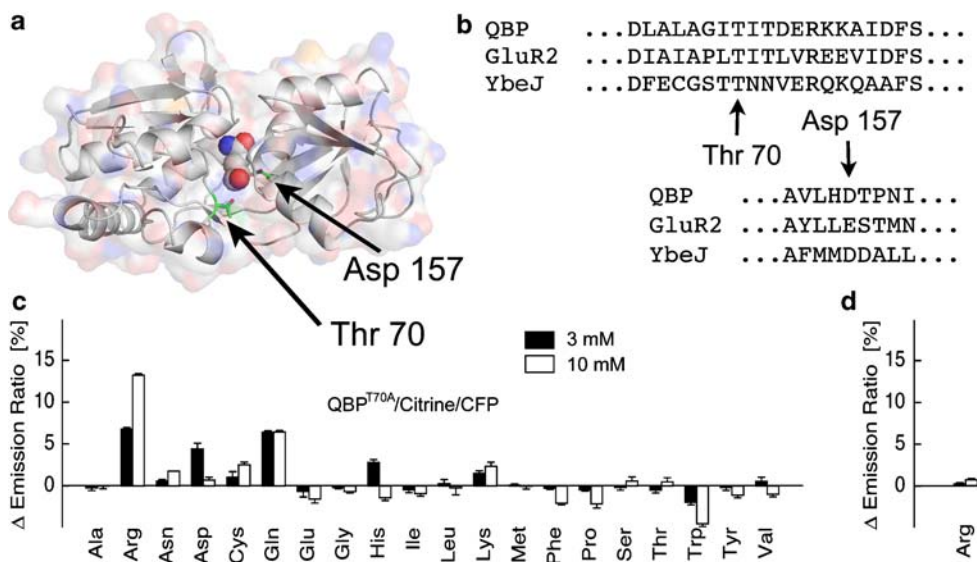 a
Asp 157
Thr 70
b
QBP ...DLALAGITITDERKKAIDFS...
GluR2 ...DIAIAPLTITLVREEVIDFS...
YbeJ ...DFECGSTTNNVERQKQAAFS...
Thr 70
Asp 157
QBP ...AVLHDTPNI...
GluR2 ...AYLLESTMN...
YbeJ ...AFMMDDALL...
c
Δ Emission Ratio [%]
15
10
5
0
3 mM
10 mM
QBPT70A/Citrine/CFP
Ala Arg Asn Asp Cys Gln Glu Gly His Ile Leu Lys Met Phe Pro Ser Thr Trp Tyr Val
d
Δ Emission Ratio [%]
15
10
5
0
Arg